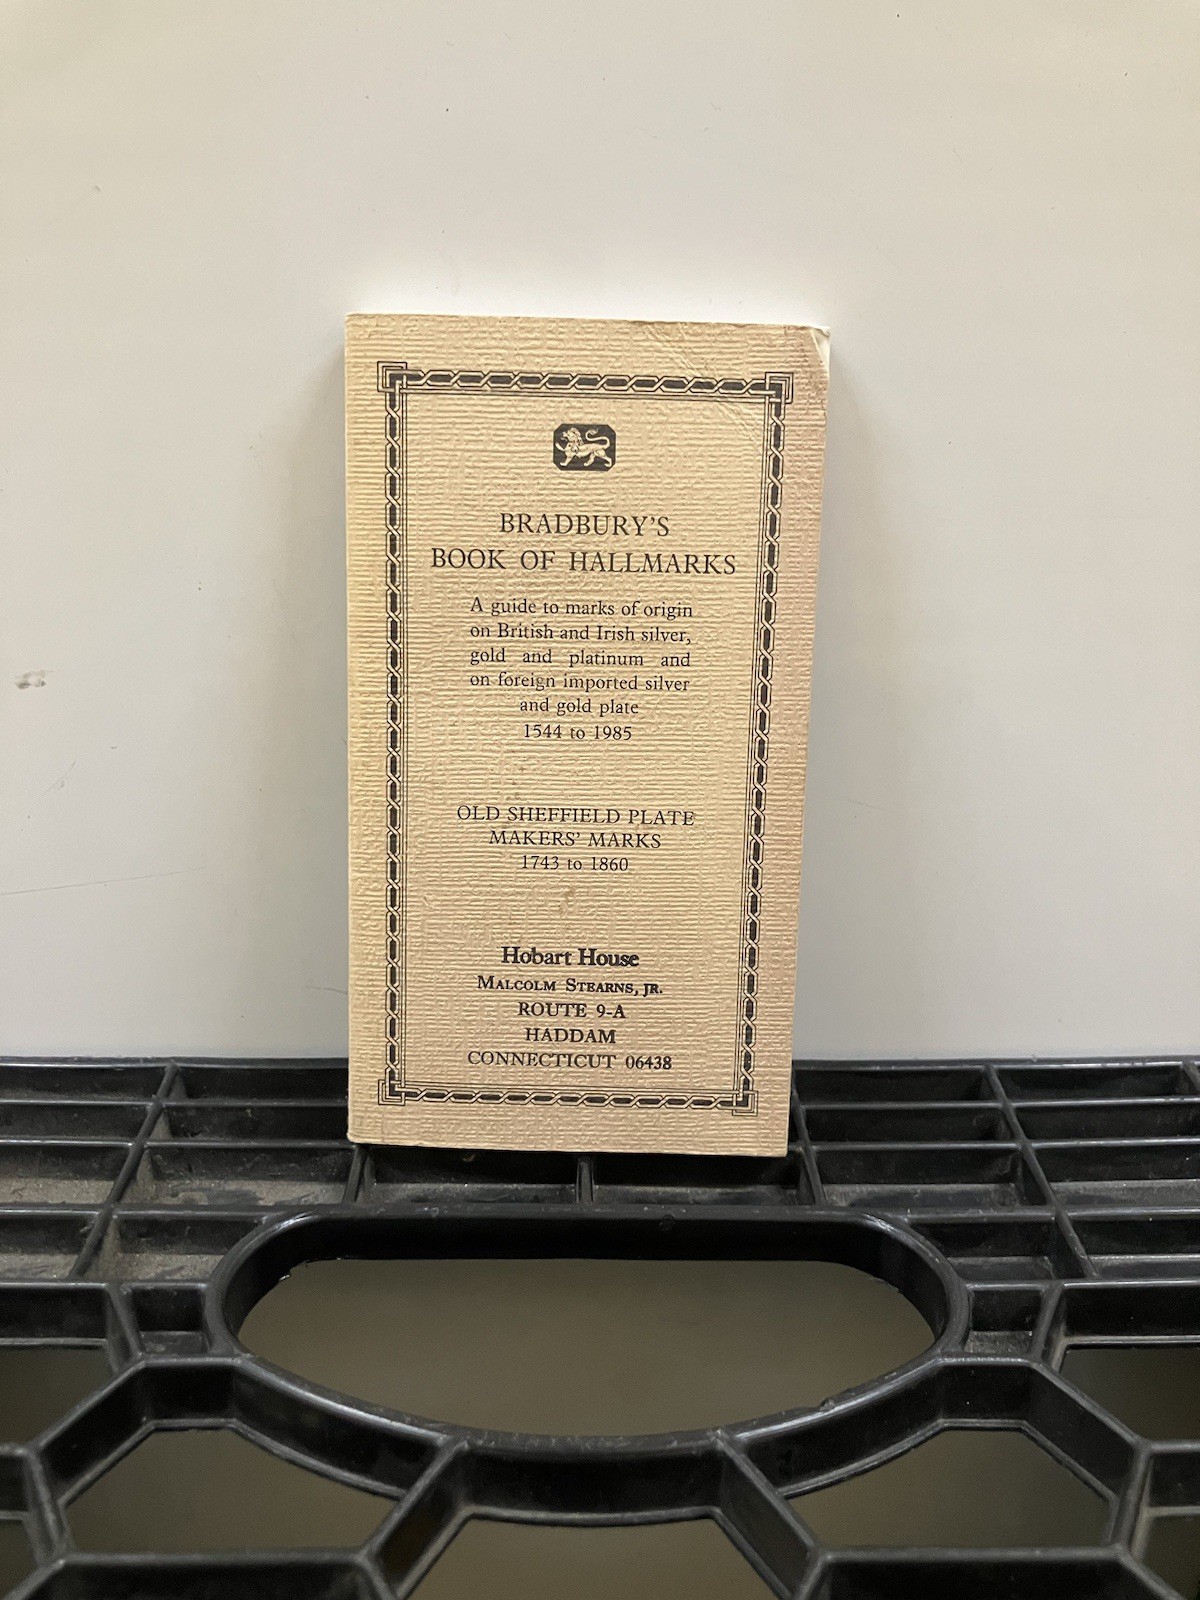 BRADBURY'S
BOOK OF HALLMARKS
A guide to marks of origin
on British and Irish silver,
gold and platinum and
on foreign imported silver
and gold plate
1544 to 1985
OLD SHEFFIELD PLATE
MAKERS' MARKS
1743 to 1860
Hobart House
MALCOLM STEARNS, JR.
ROUTE 9-A
HADDAM
CONNECTICUT 06438